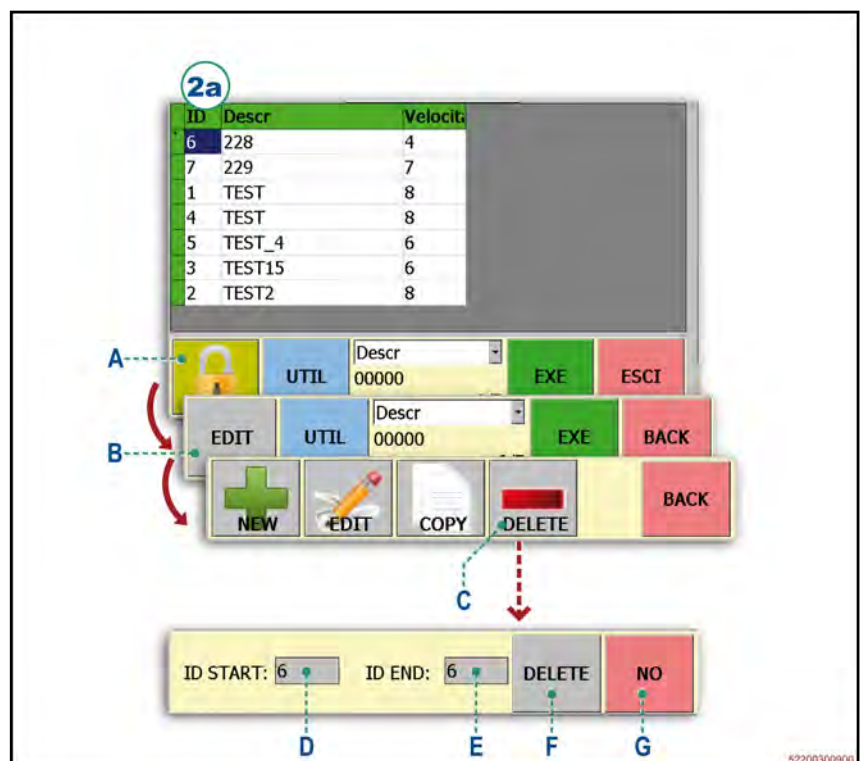 2a
ID Descr Velocita
6 228 4
7 229 7
1 TEST 8
4 TEST 8
5 TEST_4 6
3 TEST15 6
2 TEST2 8
A
UTIL Descr EXE ESCI
00000
B
EDIT UTIL Descr EXE BACK
00000
NEW EDIT COPY DELETE BACK
C
ID START: 6 ID END: 6 DELETE NO
D E F G
52200300900